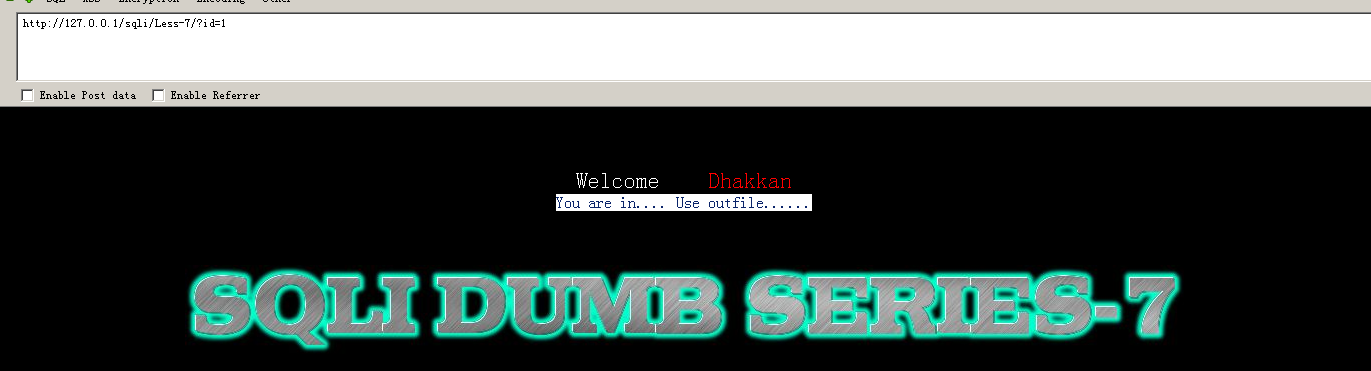 SQL XSS Encryption Encoding Other
http://127.0.0.1/sqli/Less-7/?id=1
Enable Post data Enable Referrer
Welcome Dhakkan
You are in.... Use outfile......
SQLI DUMB SERIES-7